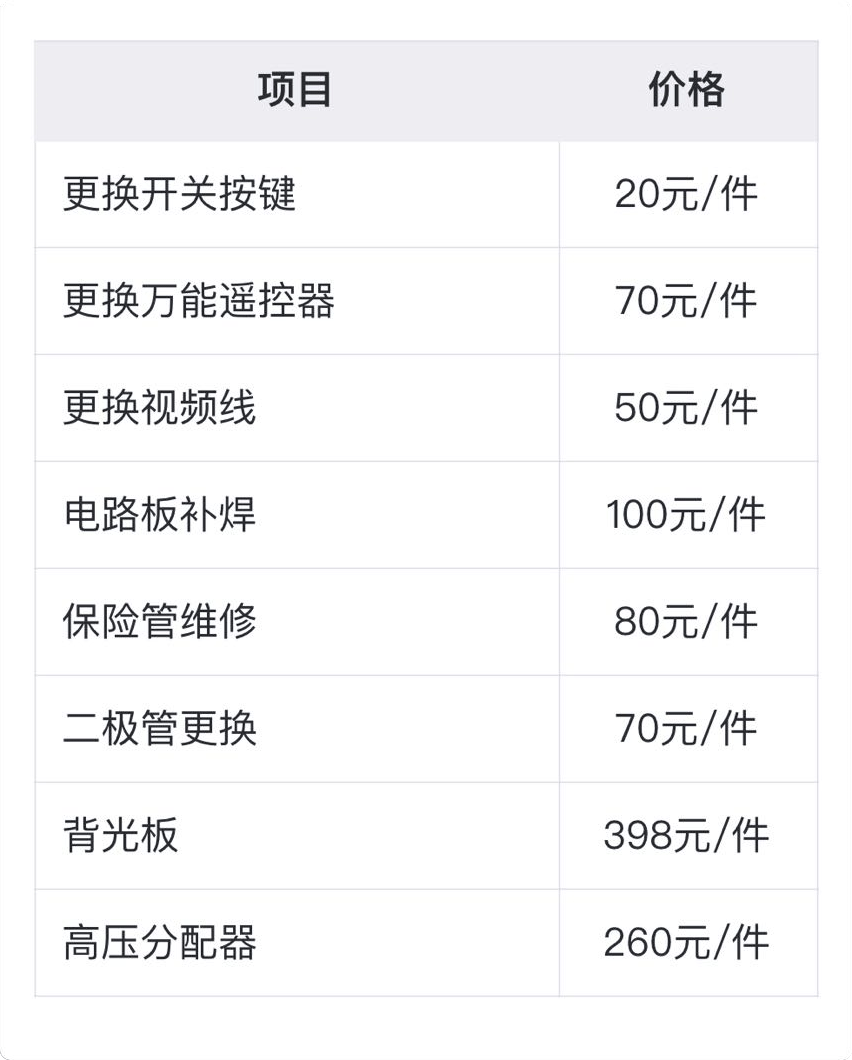 项目 价格
更换开关按键 20元/件
更换万能遥控器 70元/件
更换视频线 50元/件
电路板补焊 100元/件
保险管维修 80元/件
二极管更换 70元/件
背光板 398元/件
高压分配器 260元/件